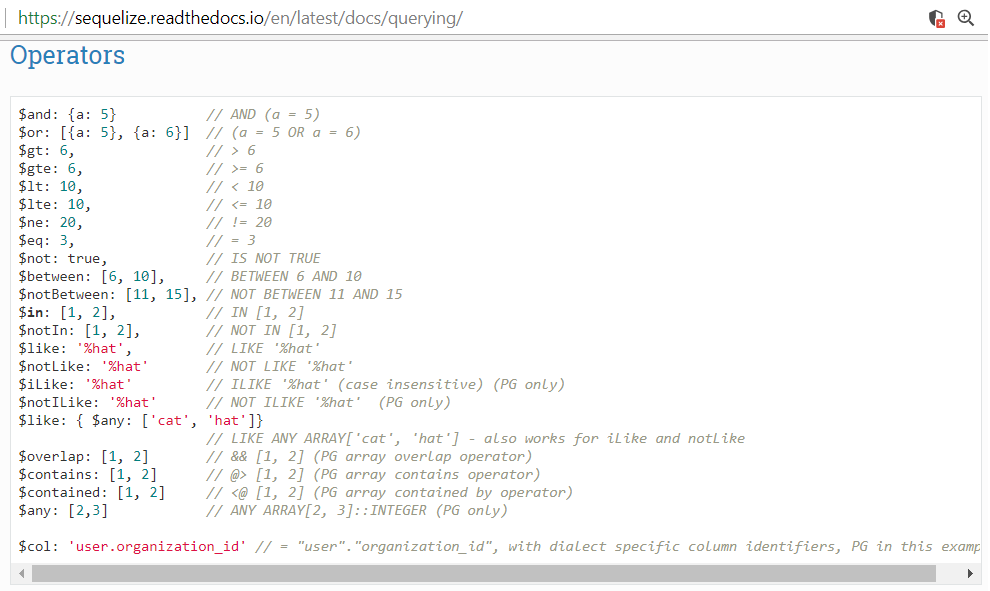 https://sequelize.readthedocs.io/en/latest/docs/querying/
Operators
$and: {a: 5}           // AND (a = 5)
$or: [{a: 5}, {a: 6}]  // (a = 5 OR a = 6)
$gt: 6,                // > 6
$gte: 6,               // >= 6
$lt: 10,               // < 10
$lte: 10,              // <= 10
$ne: 20,               // != 20
$eq: 3,                // = 3
$not: true,            // IS NOT TRUE
$between: [6, 10],     // BETWEEN 6 AND 10
$notBetween: [11, 15], // NOT BETWEEN 11 AND 15
$in: [1, 2],           // IN [1, 2]
$notIn: [1, 2],        // NOT IN [1, 2]
$like: '%hat',         // LIKE '%hat'
$notLike: '%hat'       // NOT LIKE '%hat'
$iLike: '%hat'         // ILIKE '%hat' (case insensitive) (PG only)
$notILike: '%hat'      // NOT ILIKE '%hat'  (PG only)
$like: { $any: ['cat', 'hat']}
                       // LIKE ANY ARRAY['cat', 'hat'] - also works for iLike and notLike
$overlap: [1, 2]       // && [1, 2] (PG array overlap operator)
$contains: [1, 2]      // @> [1, 2] (PG array contains operator)
$contained: [1, 2]     // <@ [1, 2] (PG array contained by operator)
$any: [2,3]            // ANY ARRAY[2, 3]::INTEGER (PG only)
$col: 'user.organization_id' // = "user"."organization_id", with dialect specific column identifiers, PG in this examp